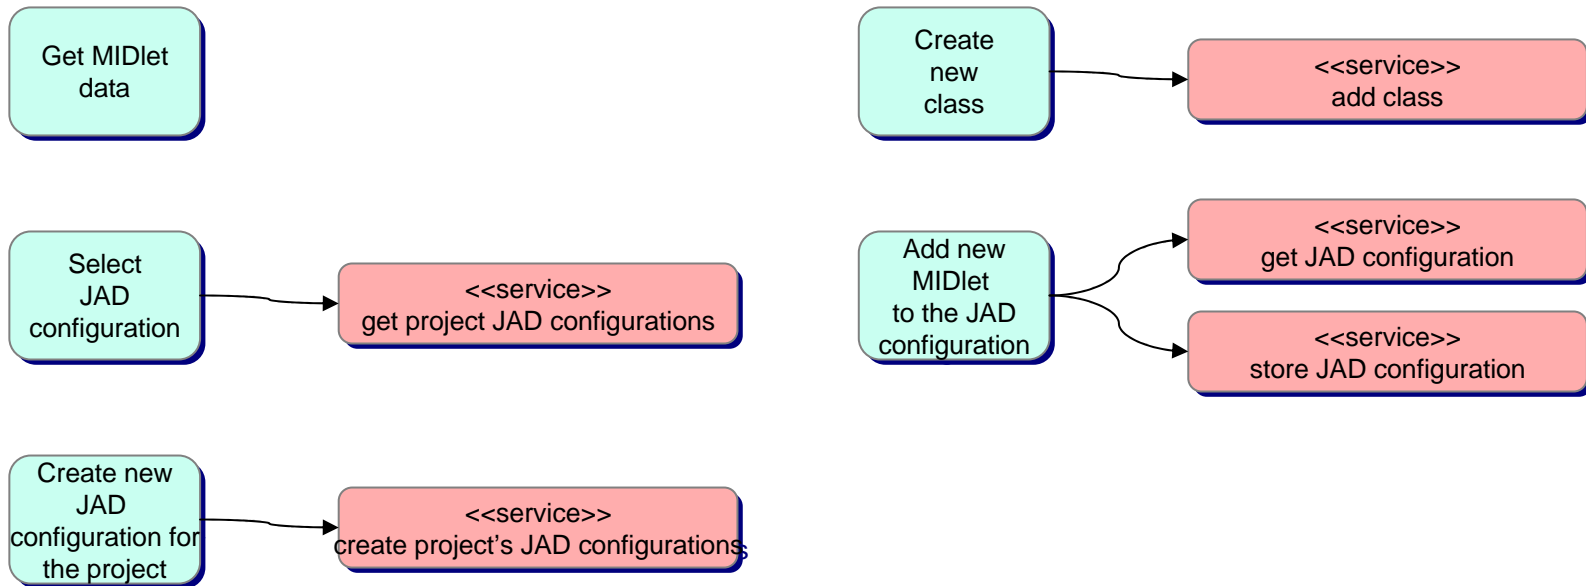 Get MIDlet
data
Select
JAD
configuration
<<service>>
get project JAD configurations
Create new
JAD
configuration for
the project
<<service>>
create project's JAD configurations
Create
new
class
<<service>>
add class
Add new
MIDlet
to the JAD
configuration
<<service>>
get JAD configuration
<<service>>
store JAD configuration